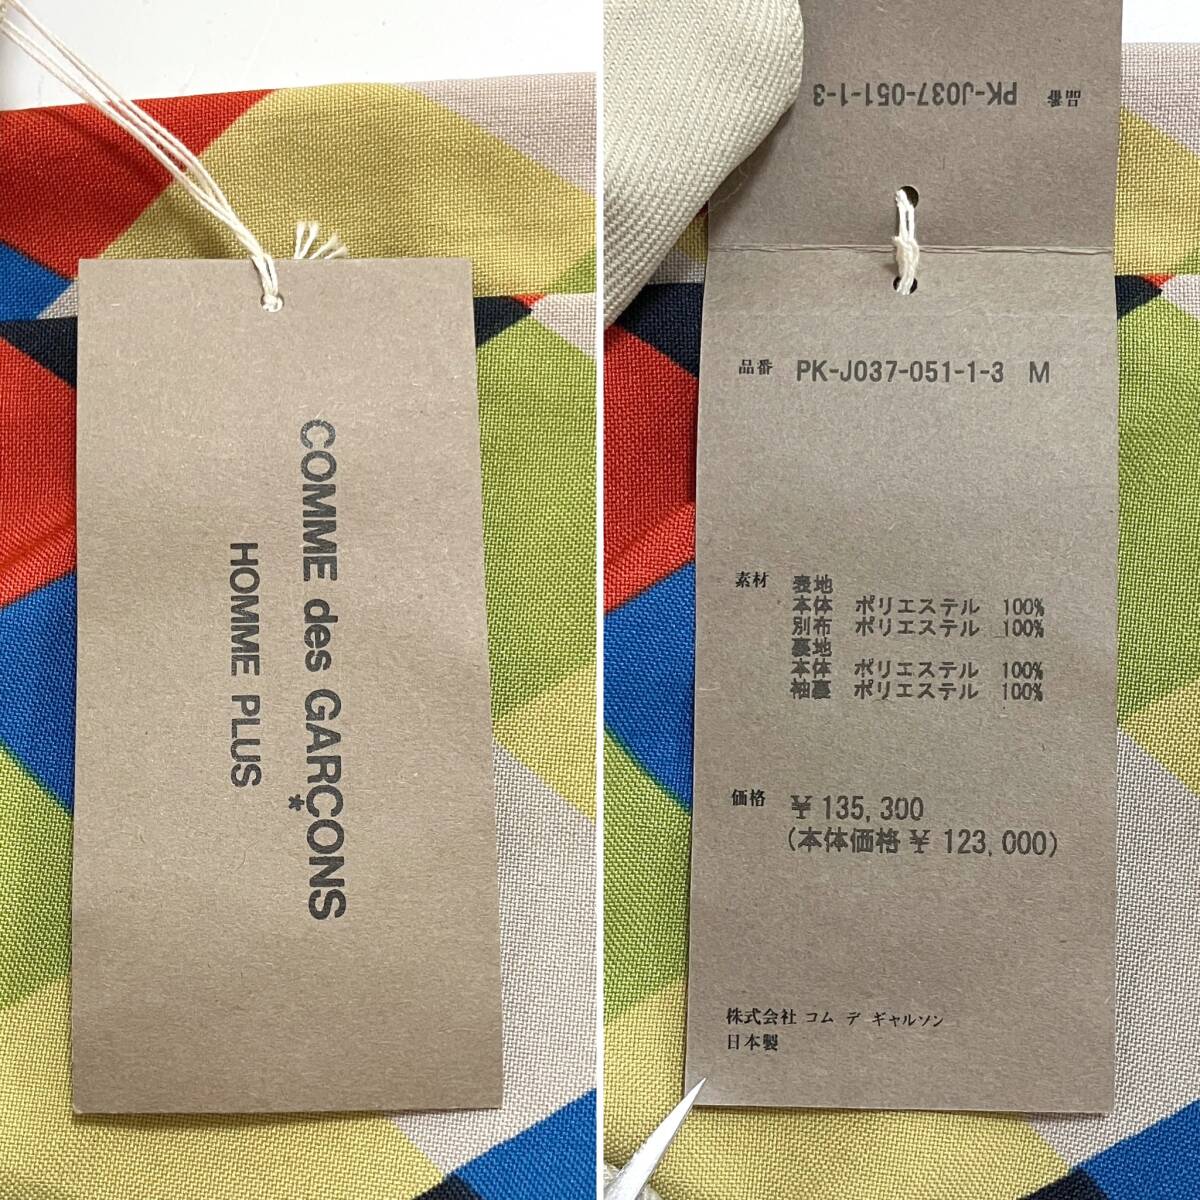 COMME des GARÇONS
HOMME PLUS
品番 PK-J037-051-1-3
品番 PK-J037-051-1-3 M
素材 表地
本体 ポリエステル 100%
別布 ポリエステル 100%
裏地
本体 ポリエステル 100%
袖裏 ポリエステル 100%
価格 ¥135,300
(本体価格¥ 123,000)
株式会社 コム デ ギャルソン
日本製